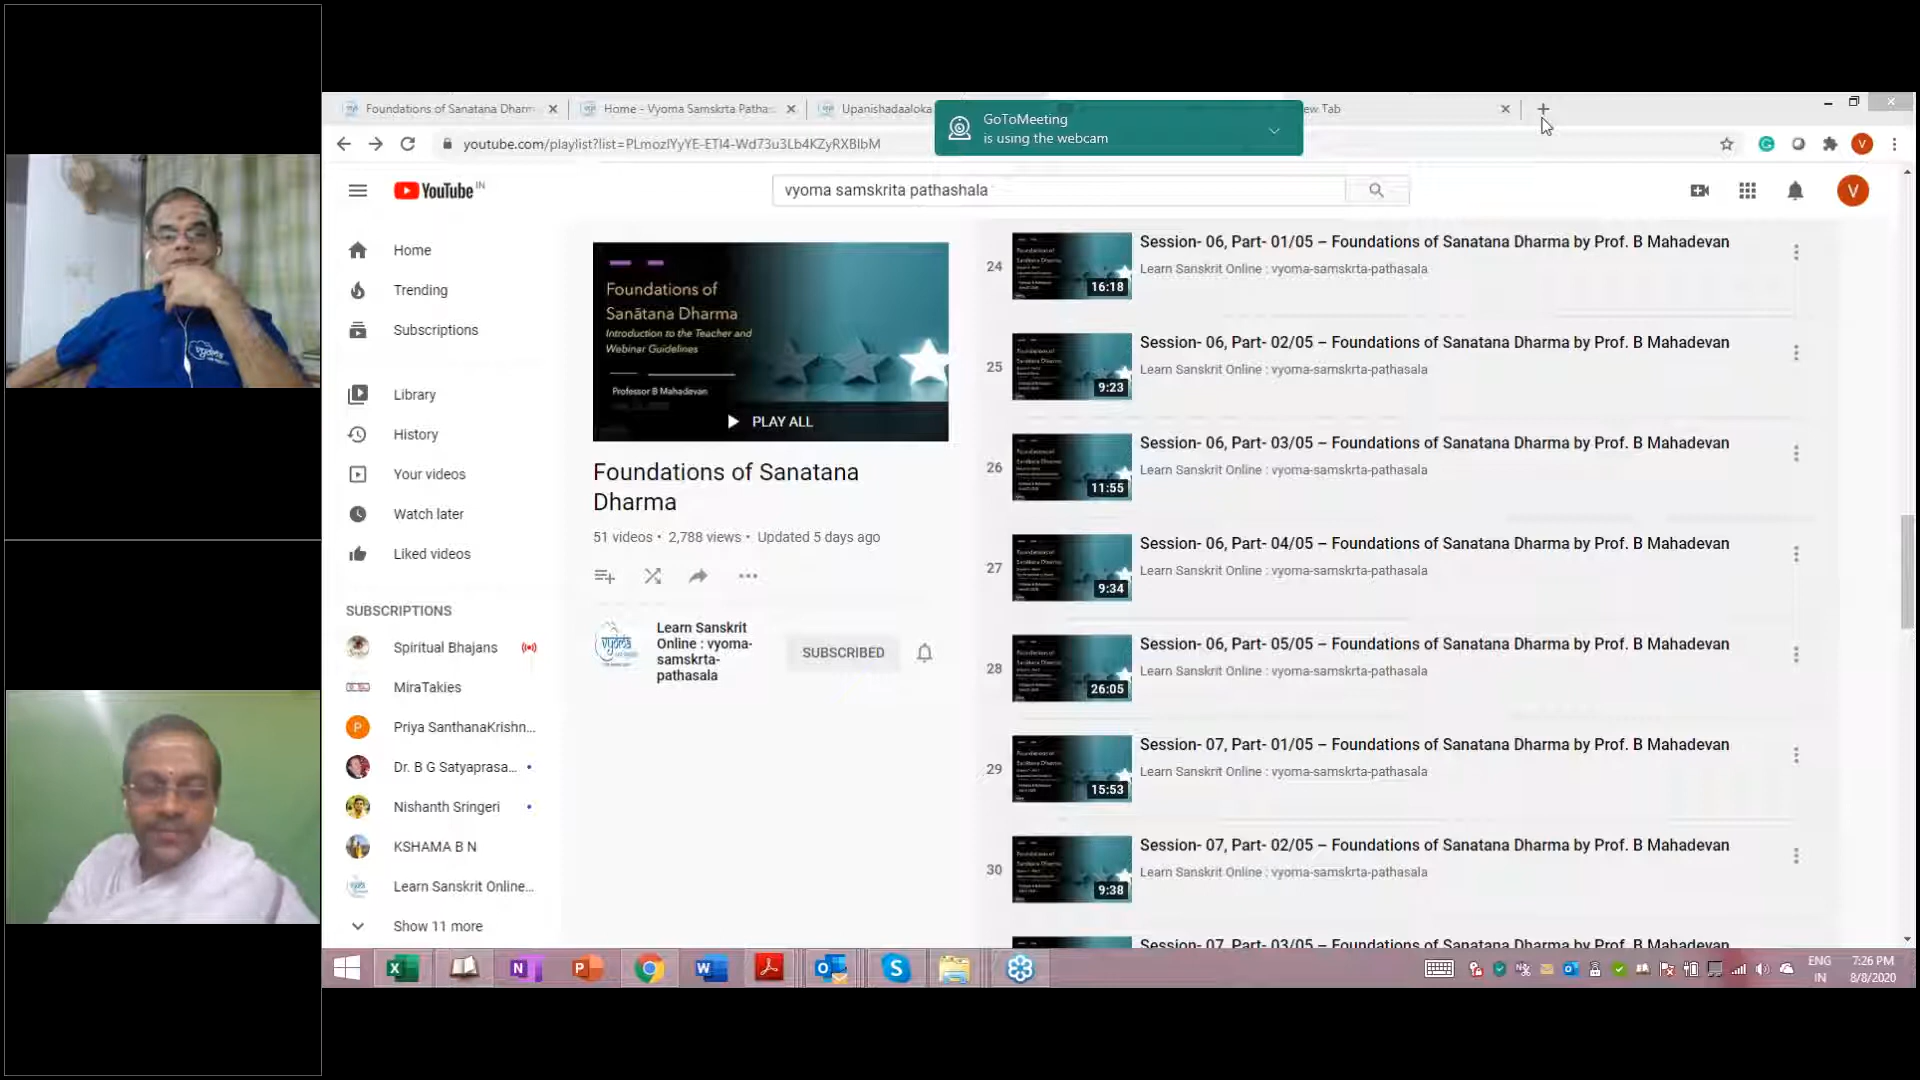 Foundations of Sanatana Dharm
Home - Vyoma Samskrta Patha
Upanishadaaloka
ew Tab
GoToMeeting
is using the webcam
youtube.com/playlist?list=PLmozlYyYE-ETl4-Wd73u3Lb4KZyRXBlbM
V
YouTube IN
vyoma samskrita pathashala
V
Home
Trending
Subscriptions
Library
History
Your videos
Watch later
Liked videos
SUBSCRIPTIONS
Spiritual Bhajans
MiraTakies
P
Priya SanthanaKrishn...
Dr. B G Satyaprasa...
Nishanth Sringeri
KSHAMA B N
Learn Sanskrit Online...
Show 11 more
Foundations of
Sanātana Dharma
Introduction to the Teacher and
Webinar Guidelines
Professor B Mahadevan
PLAY ALL
Foundations of Sanatana
Dharma
51 videos • 2,788 views • Updated 5 days ago
vyoma
Learn Sanskrit
Online : vyoma-
samskrta-
pathasala
SUBSCRIBED
24
16:18
Session- 06, Part- 01/05 – Foundations of Sanatana Dharma by Prof. B Mahadevan
Learn Sanskrit Online : vyoma-samskrta-pathasala
25
9:23
Session- 06, Part- 02/05 – Foundations of Sanatana Dharma by Prof. B Mahadevan
Learn Sanskrit Online : vyoma-samskrta-pathasala
26
11:55
Session- 06, Part- 03/05 – Foundations of Sanatana Dharma by Prof. B Mahadevan
Learn Sanskrit Online : vyoma-samskrta-pathasala
27
9:34
Session- 06, Part- 04/05 – Foundations of Sanatana Dharma by Prof. B Mahadevan
Learn Sanskrit Online : vyoma-samskrta-pathasala
28
26:05
Session- 06, Part- 05/05 – Foundations of Sanatana Dharma by Prof. B Mahadevan
Learn Sanskrit Online : vyoma-samskrta-pathasala
29
15:53
Session- 07, Part- 01/05 – Foundations of Sanatana Dharma by Prof. B Mahadevan
Learn Sanskrit Online : vyoma-samskrta-pathasala
30
9:38
Session- 07, Part- 02/05 – Foundations of Sanatana Dharma by Prof. B Mahadevan
Learn Sanskrit Online : vyoma-samskrta-pathasala
Session- 07, Part- 03/05 – Foundations of Sanatana Dharma by Prof. B Mahadevan
ENG
IN
7:26 PM
8/8/2020